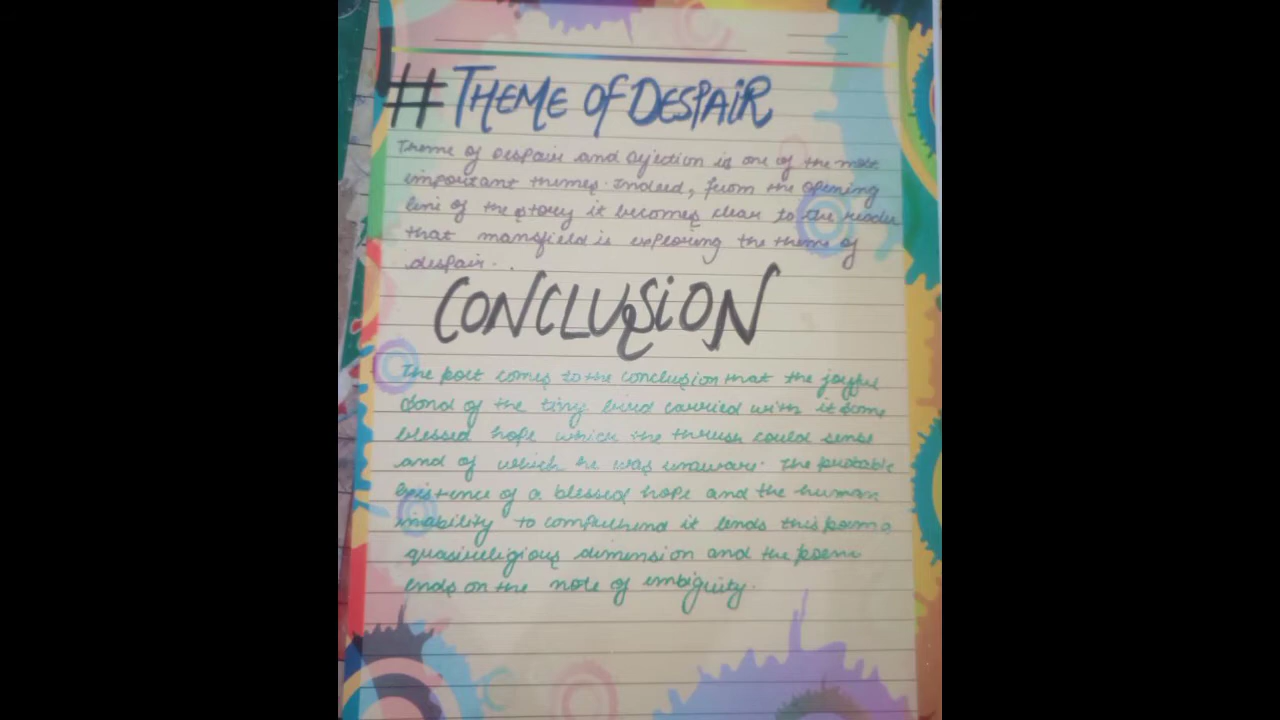 # THEME OF DESPAIR
Theme of Despair and Dejection is one of the most
important themes. Indeed, from the opening
line of the story it becomes clear to the reader
that mansfield is exploring the theme of
despair. .
CONCLUSION
The poet comes to the conclusion that the joyful
of the tiny bird carried with it some
blessed hope which the thrush could sense
and of which he was unaware. The probable
existence of a blessed hope and the human
inability to comprehend it lends this poem a
quasireligious dimension and the poem
ends on the note of ambiguity.